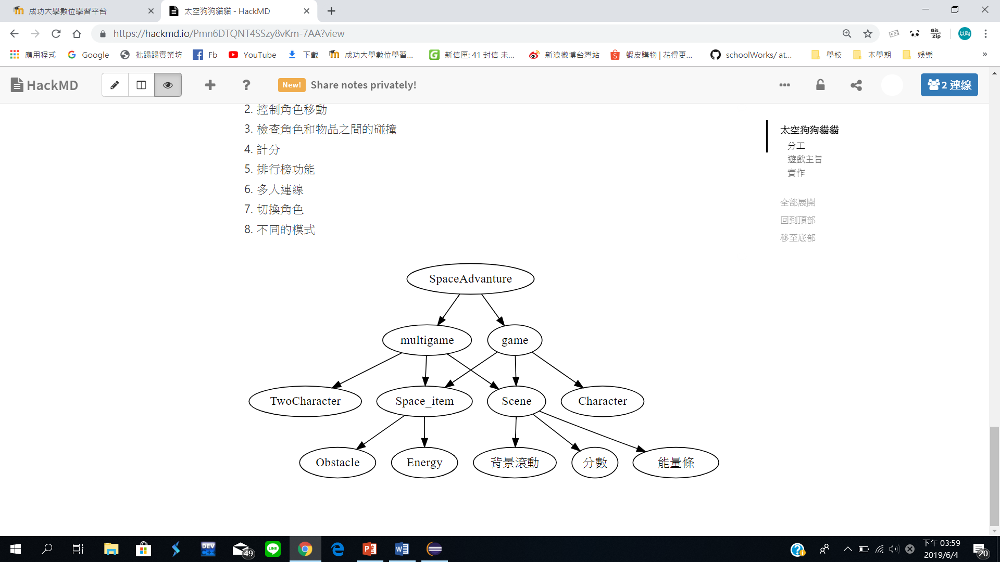 成功大學數位學習平台
太空狗狗貓貓 - HackMD
https://hackmd.io/Pmn6DTQNT4SSzy8vKm-7AA?view
Git Zip
以昀
應用程式
Google
批踢踢實業坊
Fb
YouTube
下載
成功大學數位學習...
新信匣: 41 封信 未...
新浪微博台灣站
蝦皮購物 | 花得更...
schoolWorks/ at...
學校
本學期
娛樂
»
HackMD
New!
Share notes privately!
2 連線
2. 控制角色移動
3. 檢查角色和物品之間的碰撞
4. 計分
5. 排行榜功能
6. 多人連線
7. 切換角色
8. 不同的模式
太空狗狗貓貓
分工
遊戲主旨
實作
全部展開
回到頂部
移至底部
SpaceAdvanture
multigame
game
TwoCharacter
Space_item
Scene
Character
Obstacle
Energy
背景滾動
分數
能量條
DEV C++
49
LINE
下午 03:59
2019/6/4
20